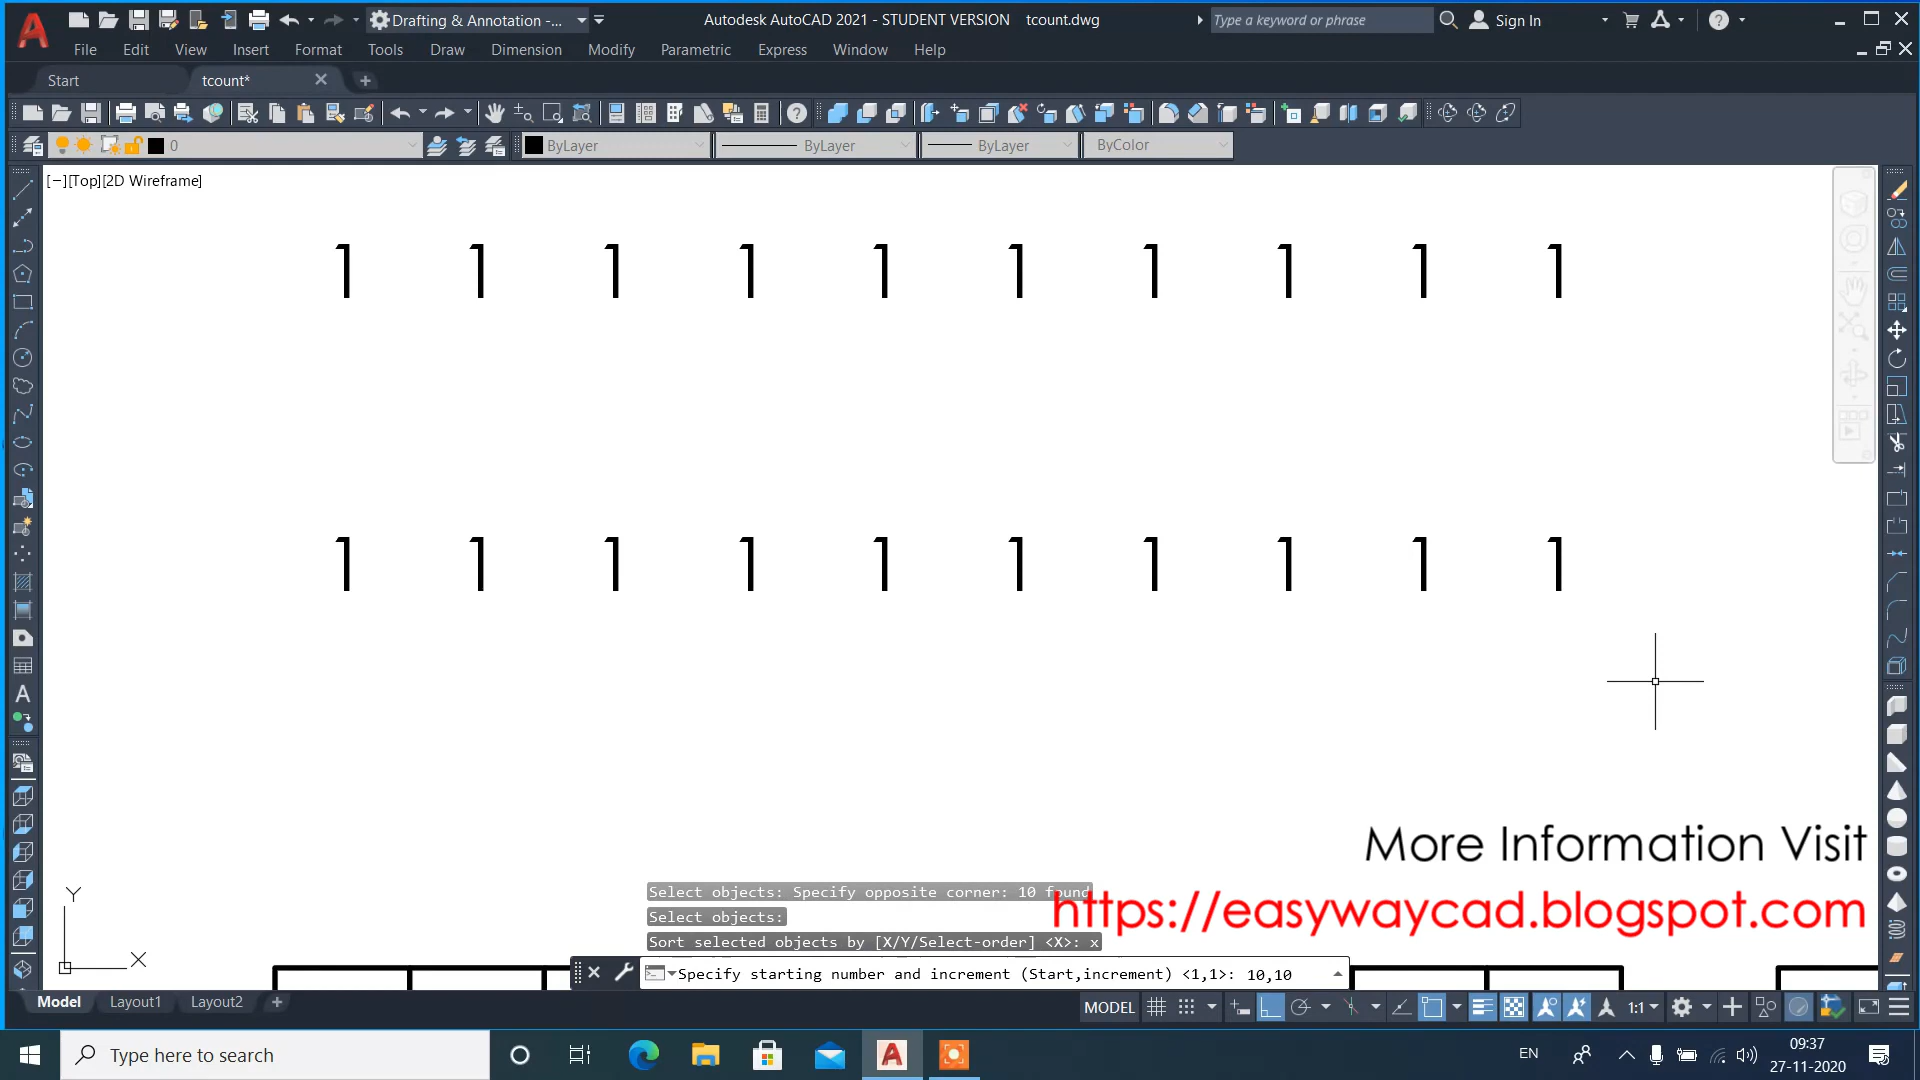 Drafting & Annotation -...
Autodesk AutoCAD 2021 - STUDENT VERSION tcount.dwg
Type a keyword or phrase
Sign In
File Edit View Insert Format Tools Draw Dimension Modify Parametric Express Window Help
Start tcount*
0 ByLayer ByLayer ByLayer ByColor
[−][Top][2D Wireframe]
1 1 1 1 1 1 1 1 1 1
1 1 1 1 1 1 1 1 1 1
More Information Visit
https://easywaycad.blogspot.com
Y
X
Select objects: Specify opposite corner: 10 found
Select objects:
Sort selected objects by [X/Y/Select-order] <X>: x
Specify starting number and increment (Start,increment) <1,1>: 10,10
Model Layout1 Layout2
MODEL 1:1
Type here to search
EN
09:37
27-11-2020